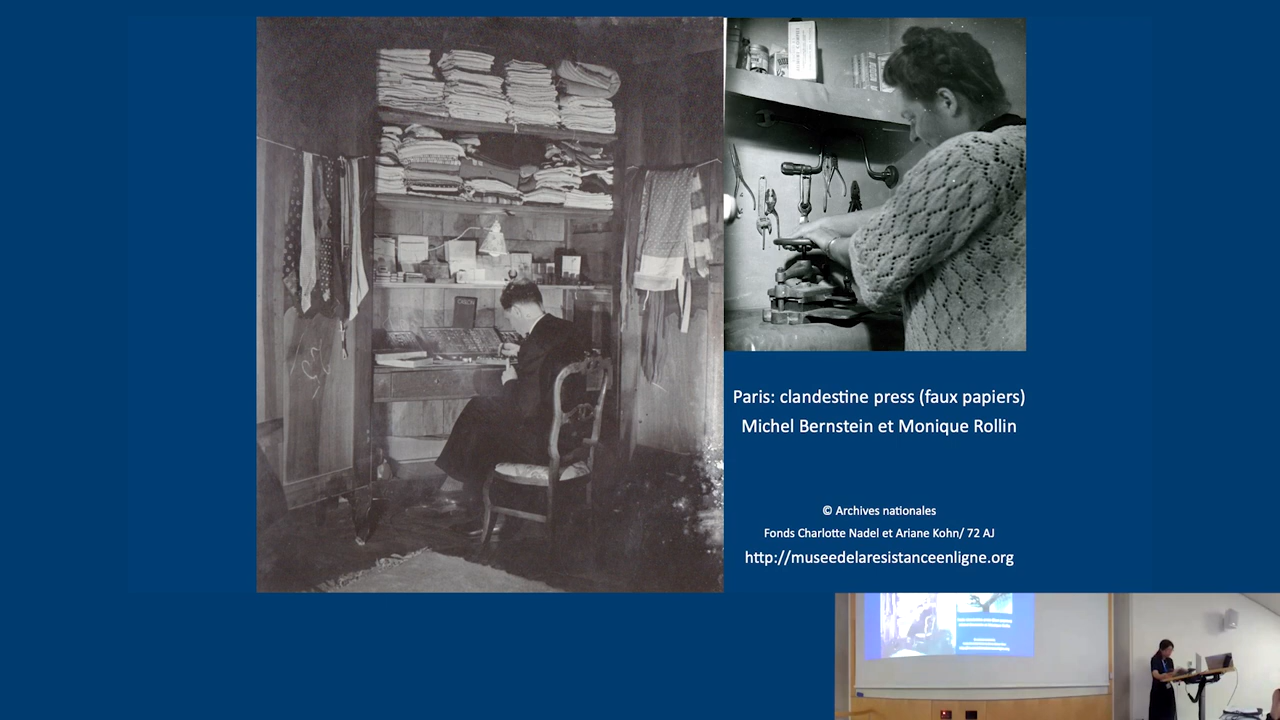 CASLON
Paris: clandestine press (faux papiers)
Michel Bernstein et Monique Rollin
© Archives nationales
Fonds Charlotte Nadel et Ariane Kohn/ 72 AJ
http://museedelaresistanceenligne.org